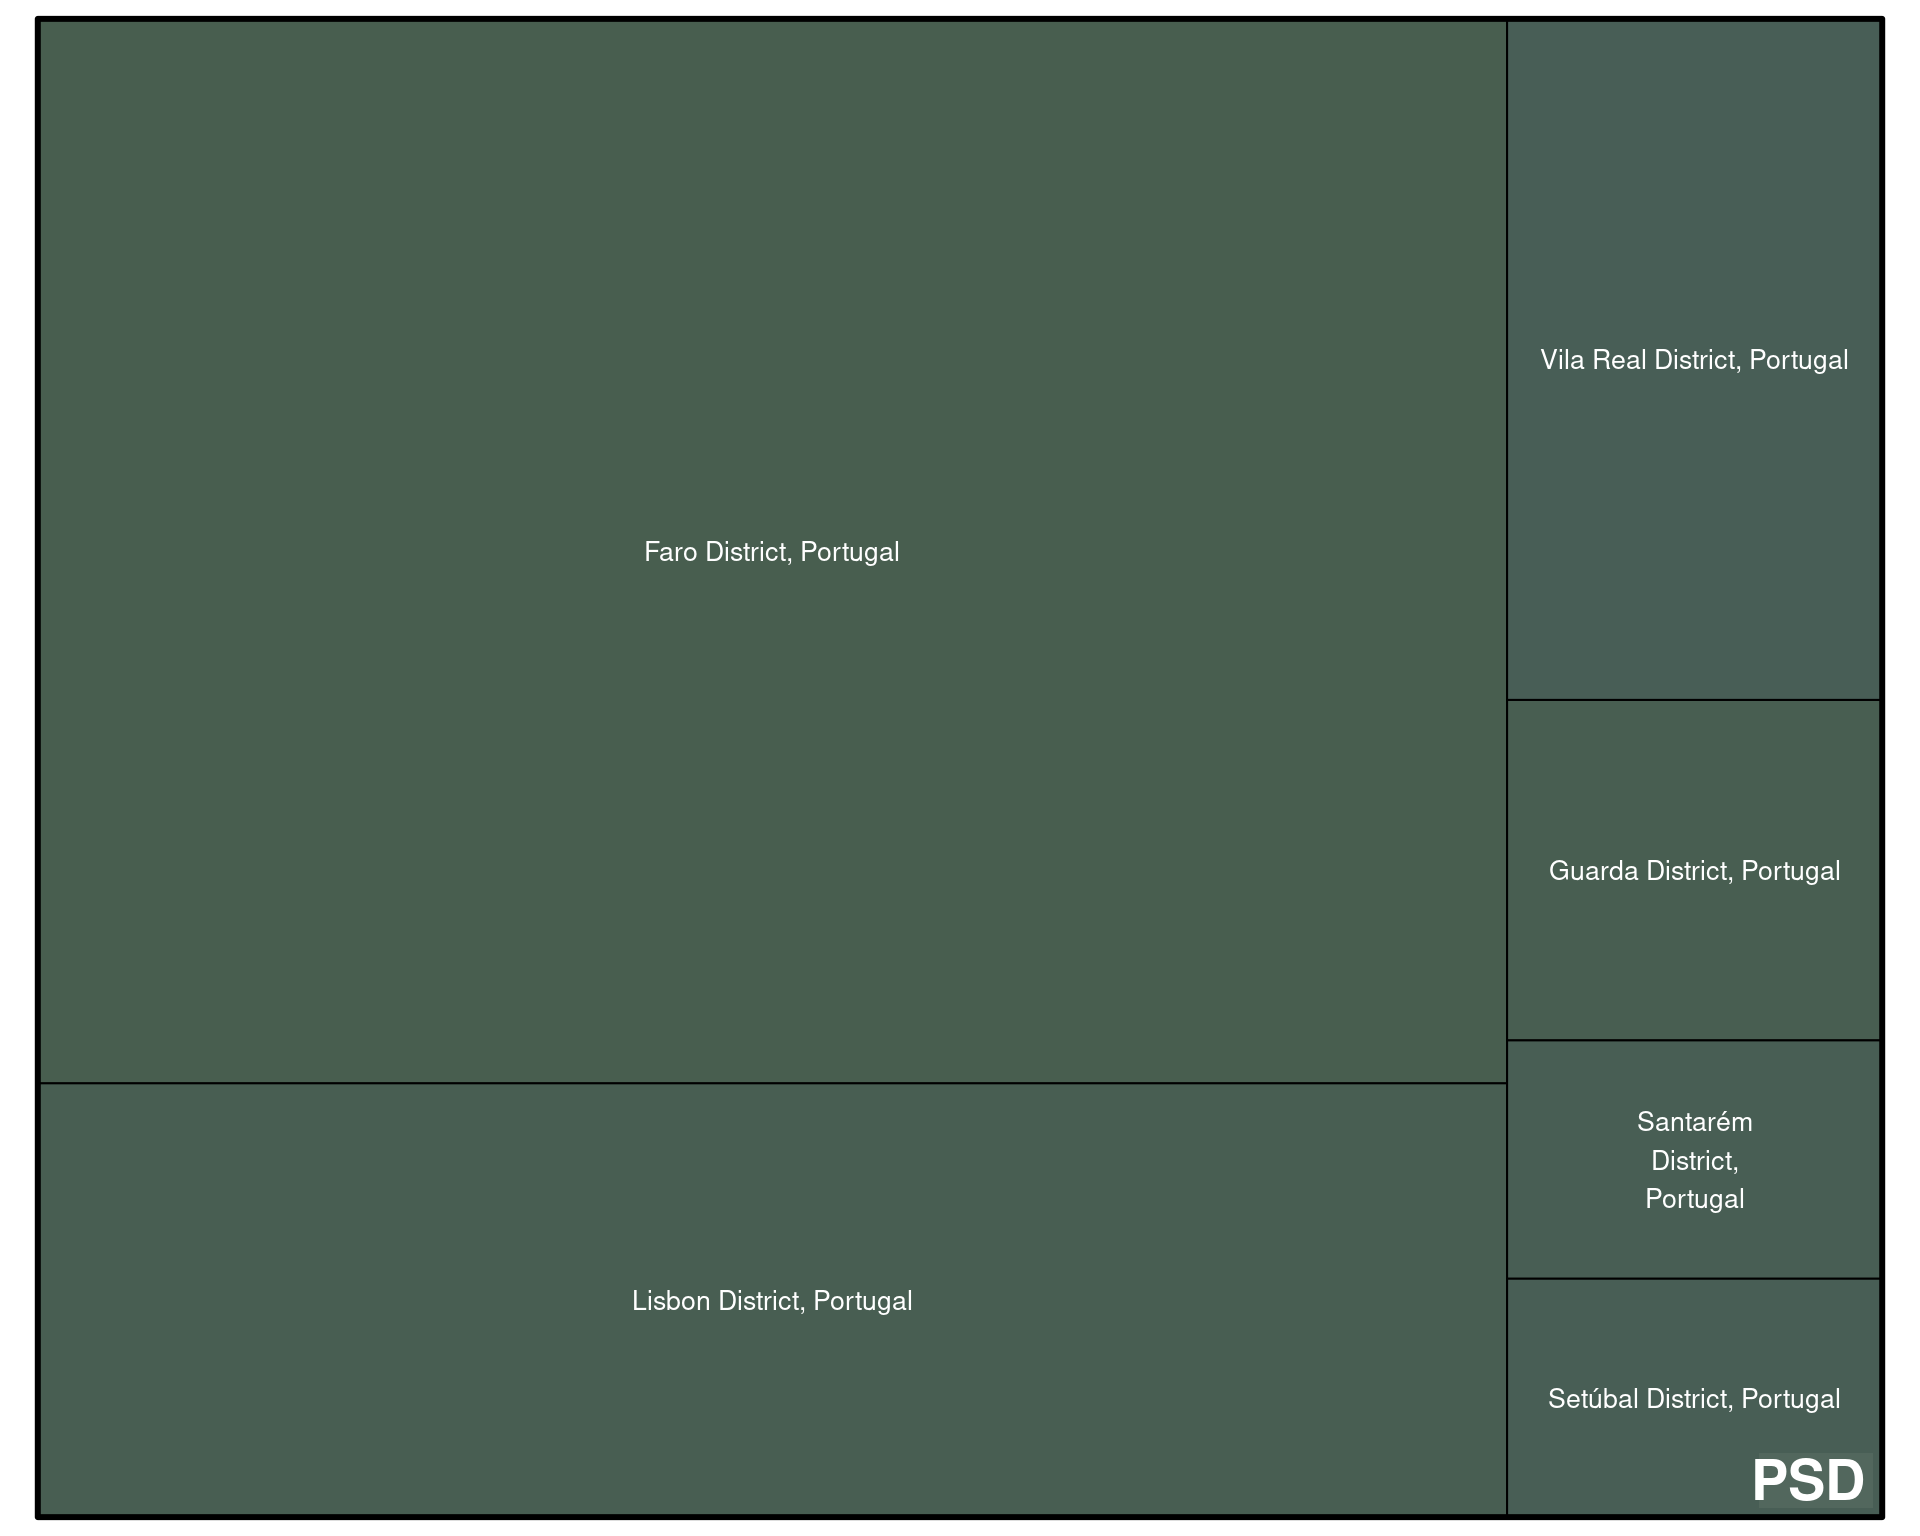 Faro District, Portugal
Lisbon District, Portugal
Vila Real District, Portugal
Guarda District, Portugal
Santarém
District,
Portugal
Setúbal District, Portugal
PSD